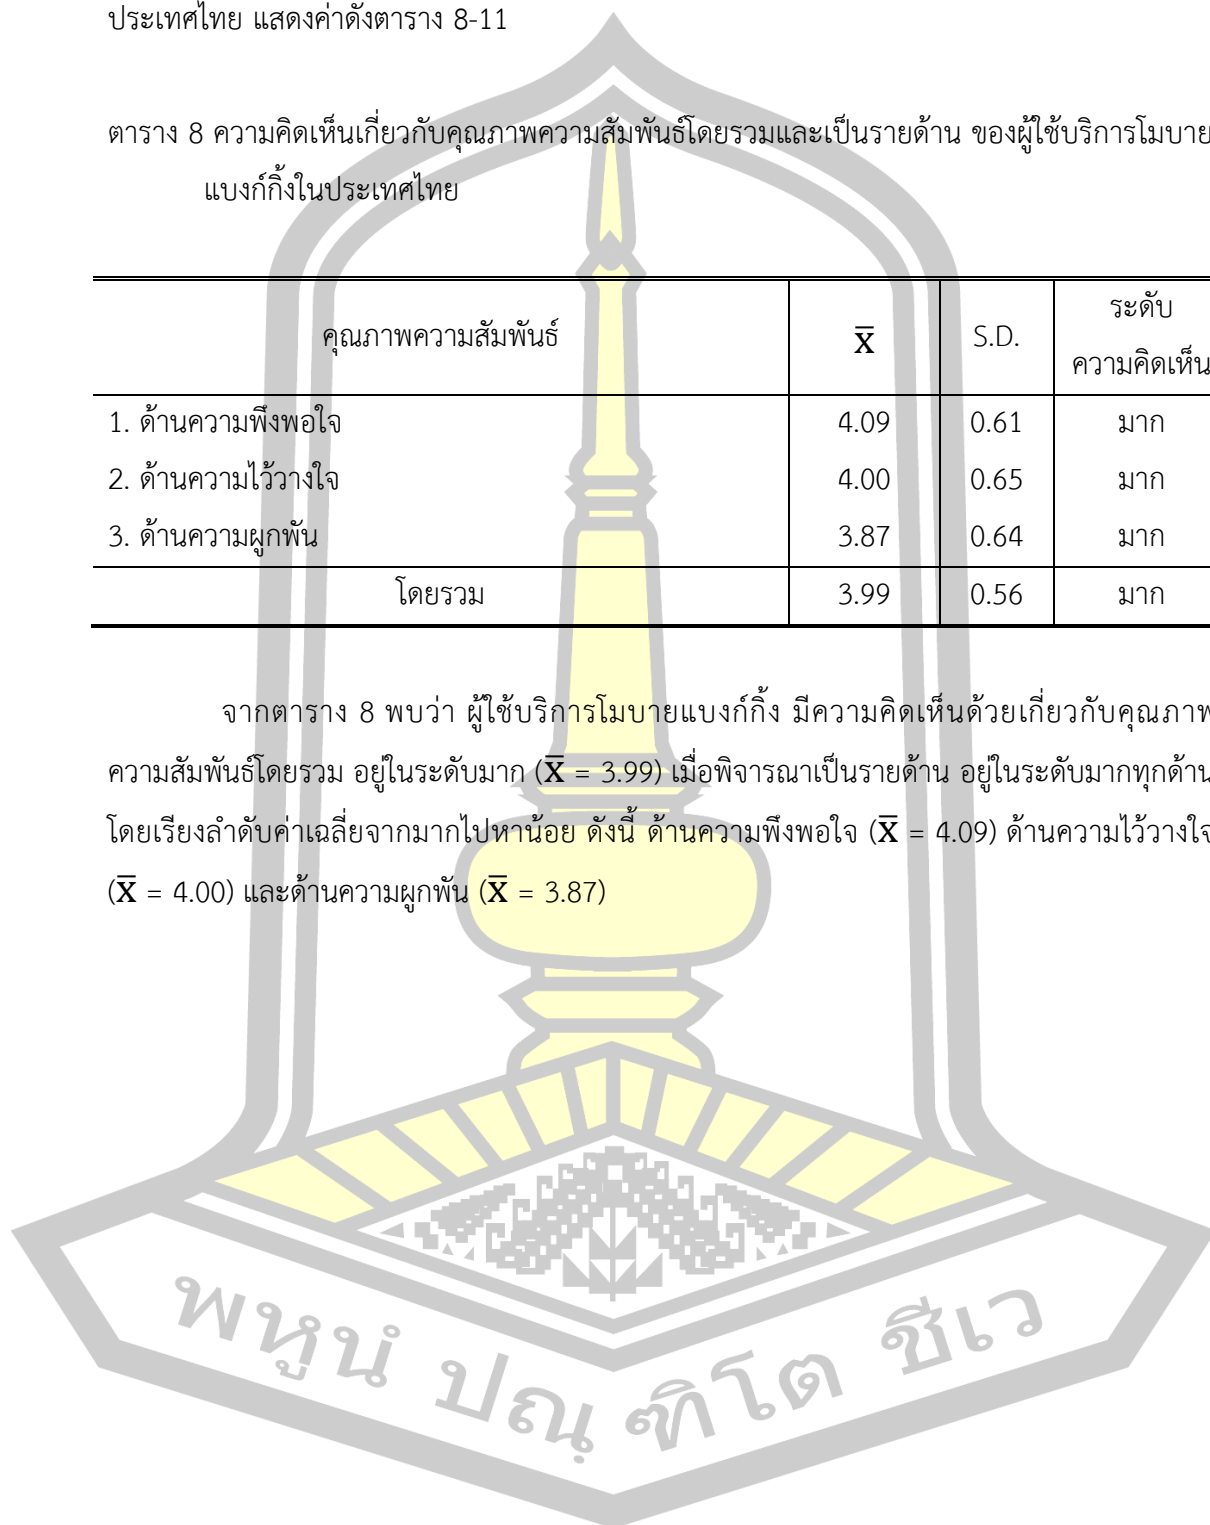 ประเทศไทย แสดงค่าดังตาราง 8-11
ตาราง 8 ความคิดเห็นเกี่ยวกับคุณภาพความสัมพันธ์โดยรวมและเป็นรายด้าน ของผู้ใช้บริการโมบาย
แบงก์กิ้งในประเทศไทย
คุณภาพความสัมพันธ์ X̅ S.D. ระดับ
ความคิดเห็น
1. ด้านความพึงพอใจ 4.09 0.61 มาก
2. ด้านความไว้วางใจ 4.00 0.65 มาก
3. ด้านความผูกพัน 3.87 0.64 มาก
โดยรวม 3.99 0.56 มาก
จากตาราง 8 พบว่า ผู้ใช้บริการโมบายแบงก์กิ้ง มีความคิดเห็นด้วยเกี่ยวกับคุณภาพ
ความสัมพันธ์โดยรวม อยู่ในระดับมาก (X̅ = 3.99) เมื่อพิจารณาเป็นรายด้าน อยู่ในระดับมากทุกด้าน
โดยเรียงลำดับค่าเฉลี่ยจากมากไปหาน้อย ดังนี้ ด้านความพึงพอใจ (X̅ = 4.09) ด้านความไว้วางใจ
(X̅ = 4.00) และด้านความผูกพัน (X̅ = 3.87)
พหูนํ ปณฺฑิโต ชีเว